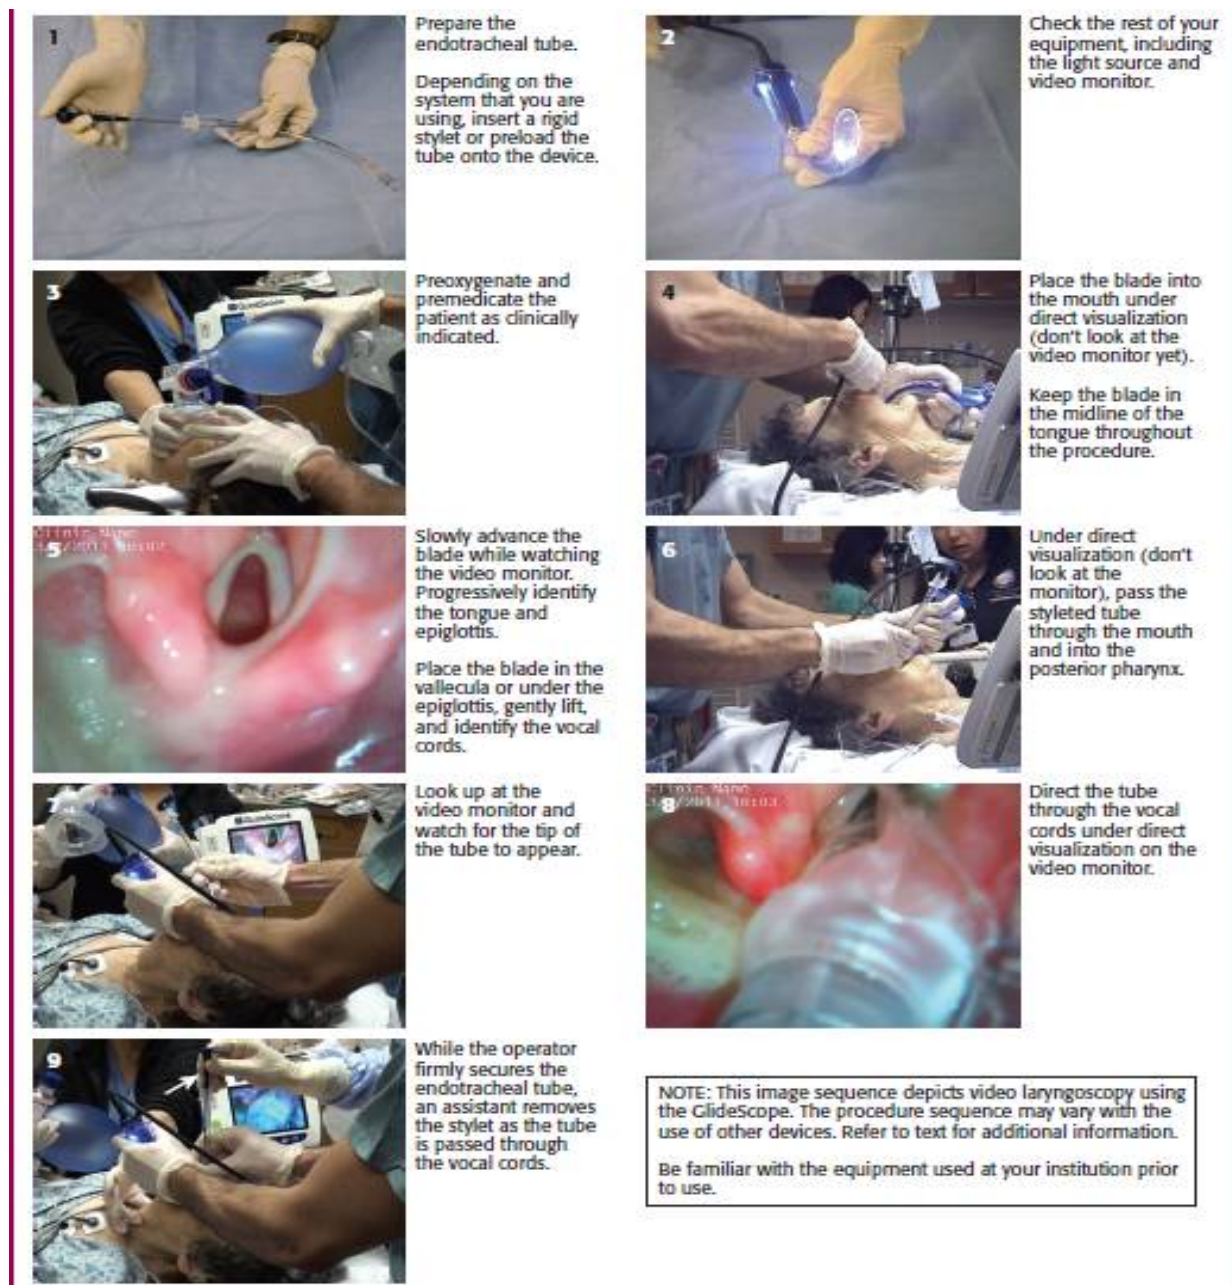 1
Prepare the
endotracheal tube.
Depending on the
system that you are
using, insert a rigid
stylet or preload the
tube onto the device.
2
Check the rest of your
equipment, including
the light source and
video monitor.
3
Preoxygenate and
premedicate the
patient as clinically
indicated.
4
Place the blade into
the mouth under
direct visualization
(don't look at the
video monitor yet).
Keep the blade in
the midline of the
tongue throughout
the procedure.
Clinic Name
5
Slowly advance the
blade while watching
the video monitor.
Progressively identify
the tongue and
epiglottis.
Place the blade in the
vallecula or under the
epiglottis, gently lift,
and identify the vocal
cords.
6
Under direct
visualization (don't
look at the
monitor), pass the
styleted tube
through the mouth
and into the
posterior pharynx.
7
Look up at the
video monitor and
watch for the tip of
the tube to appear.
Clinic Name
8
Direct the tube
through the vocal
cords under direct
visualization on the
video monitor.
9
While the operator
firmly secures the
endotracheal tube,
an assistant removes
the stylet as the tube
is passed through
the vocal cords.
NOTE: This image sequence depicts video laryngoscopy using
the GlideScope. The procedure sequence may vary with the
use of other devices. Refer to text for additional information.
Be familiar with the equipment used at your institution prior
to use.